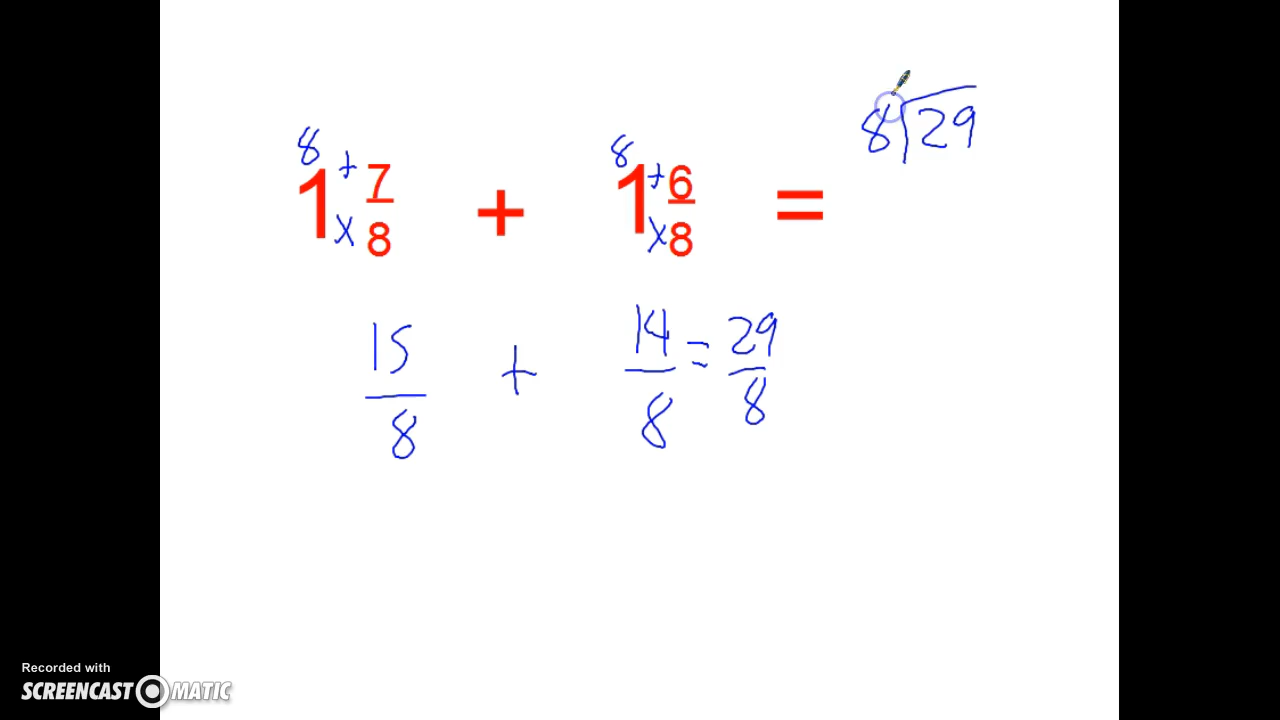 8 29
8 + 8 +
1 7/8 + 1 6/8 =
x x
15/8 + 14/8 = 29/8
Recorded with
SCREENCAST MATIC